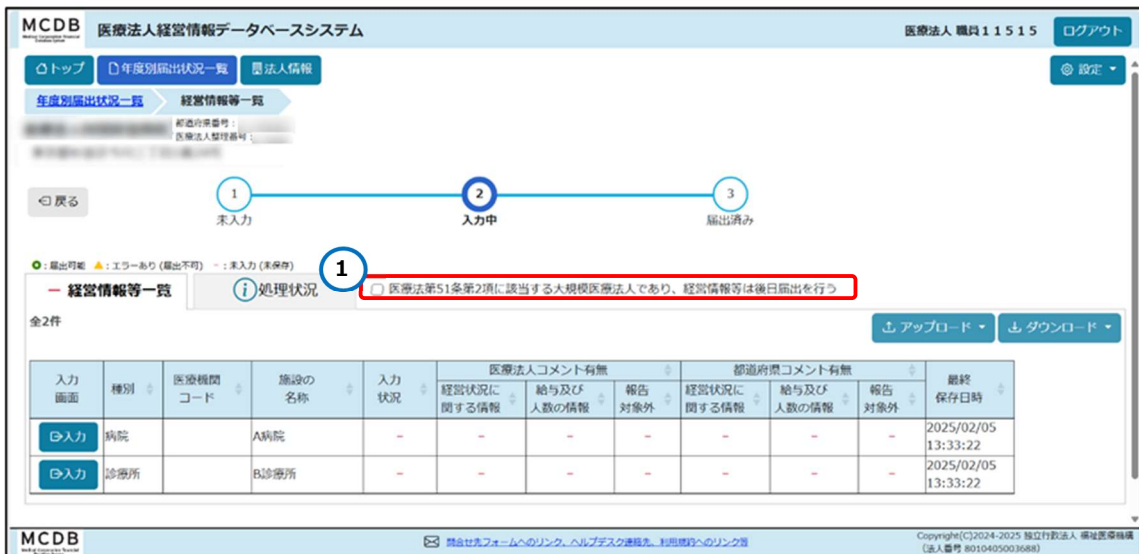 MCDB 医療法人経営情報データベースシステム 医療法人 職員11515 ログアウト
トップ 年度別届出状況一覧 法人情報 設定
年度別届出状況一覧 経営情報等一覧
都道府県番号:
医療法人整理番号:
戻る
1 2 3
未入力 入力中 届出済み
:届出可能 :エラーあり(届出不可) -:未入力(未保存)
1
経営情報等一覧 i 処理状況 医療法第51条第2項に該当する大規模医療法人であり、経営情報等は後日届出を行う
全2件
アップロード ダウンロード
入力画面 種別 医療機関コード 施設の名称 入力状況 医療法人コメント有無 都道府県コメント有無 最終保存日時
経営状況に関する情報 給与及び人数の情報 報告対象外 経営状況に関する情報 給与及び人数の情報 報告対象外
入力 病院 A病院 - - - - - - - 2025/02/05 13:33:22
入力 診療所 B診療所 - - - - - - - 2025/02/05 13:33:22
MCDB 問合せ先フォームへのリンク、ヘルプデスク連絡先、利用規約へのリンク等 Copyright(C)2024-2025 独立行政法人 福祉医療機構
(法人番号 8010405003688)